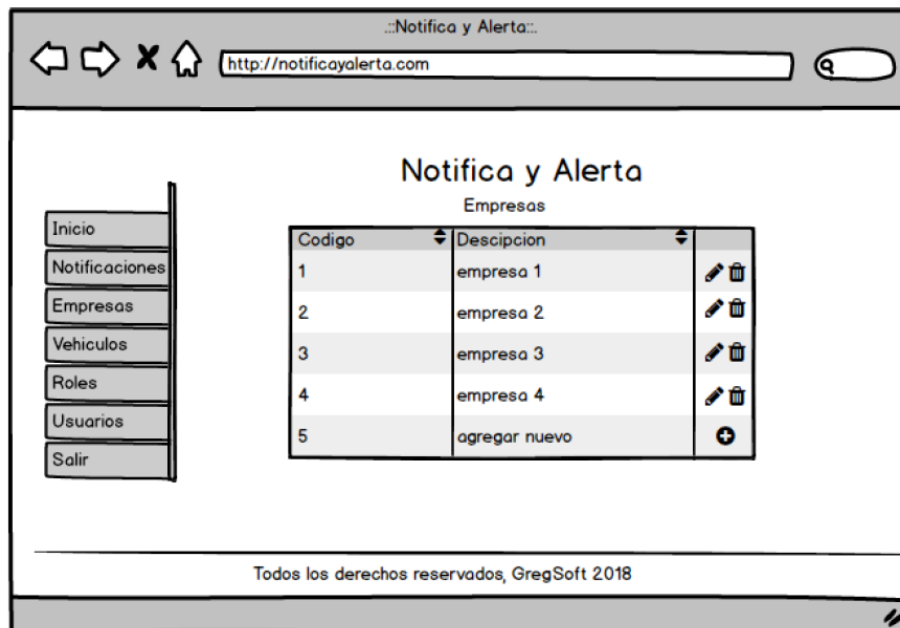 .::Notifica y Alerta::.
http://notificayalerta.com
Notifica y Alerta
Empresas
Inicio
Notificaciones
Empresas
Vehiculos
Roles
Usuarios
Salir
Codigo Descipcion
1 empresa 1
2 empresa 2
3 empresa 3
4 empresa 4
5 agregar nuevo
Todos los derechos reservados, GregSoft 2018